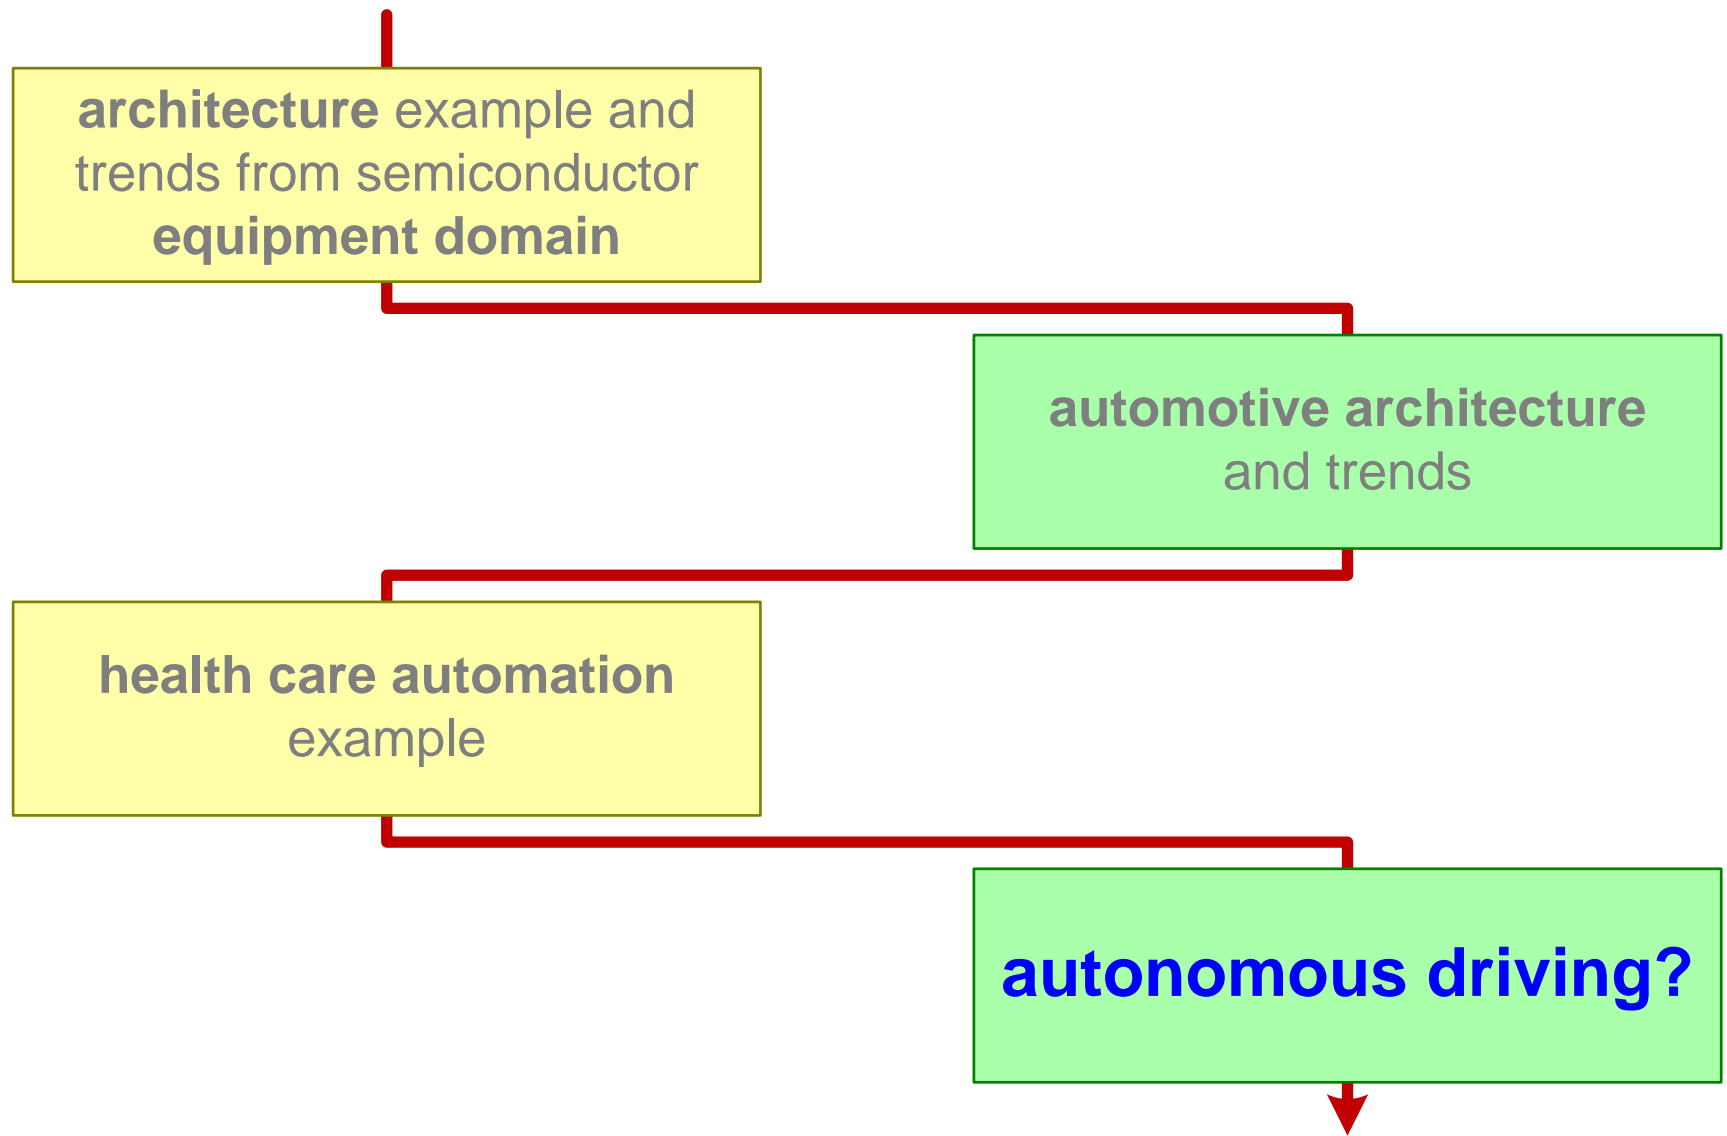 architecture example and
trends from semiconductor
equipment domain
automotive architecture
and trends
health care automation
example
autonomous driving?